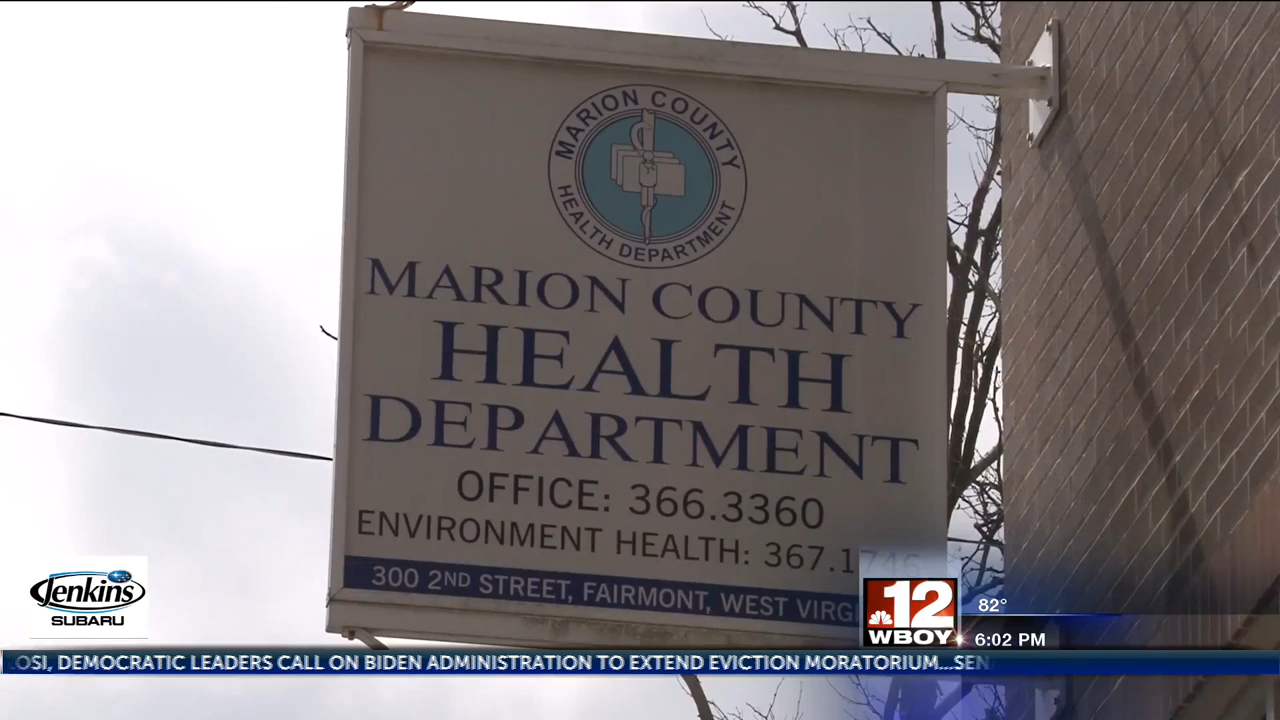 MARION COUNTY
HEALTH DEPARTMENT
MARION COUNTY
HEALTH
DEPARTMENT
OFFICE: 366.3360
ENVIRONMENT HEALTH: 367.1746
300 2ND STREET, FAIRMONT, WEST VIRG
Jenkins
SUBARU
12
WBOY
82°
6:02 PM
OSI, DEMOCRATIC LEADERS CALL ON BIDEN ADMINISTRATION TO EXTEND EVICTION MORATORIUM...SEN